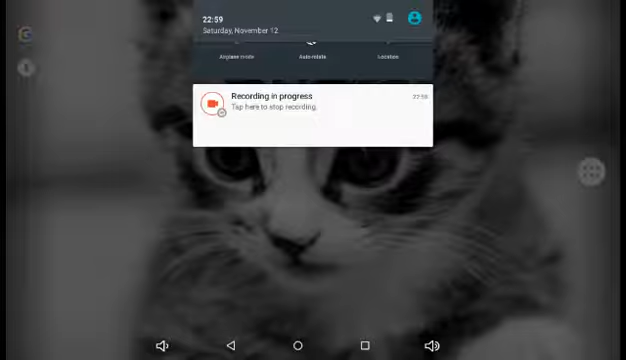 22:59
Saturday, November 12
Airplane mode
Auto-rotate
Location
Recording in progress
22:59
Tap here to stop recording.